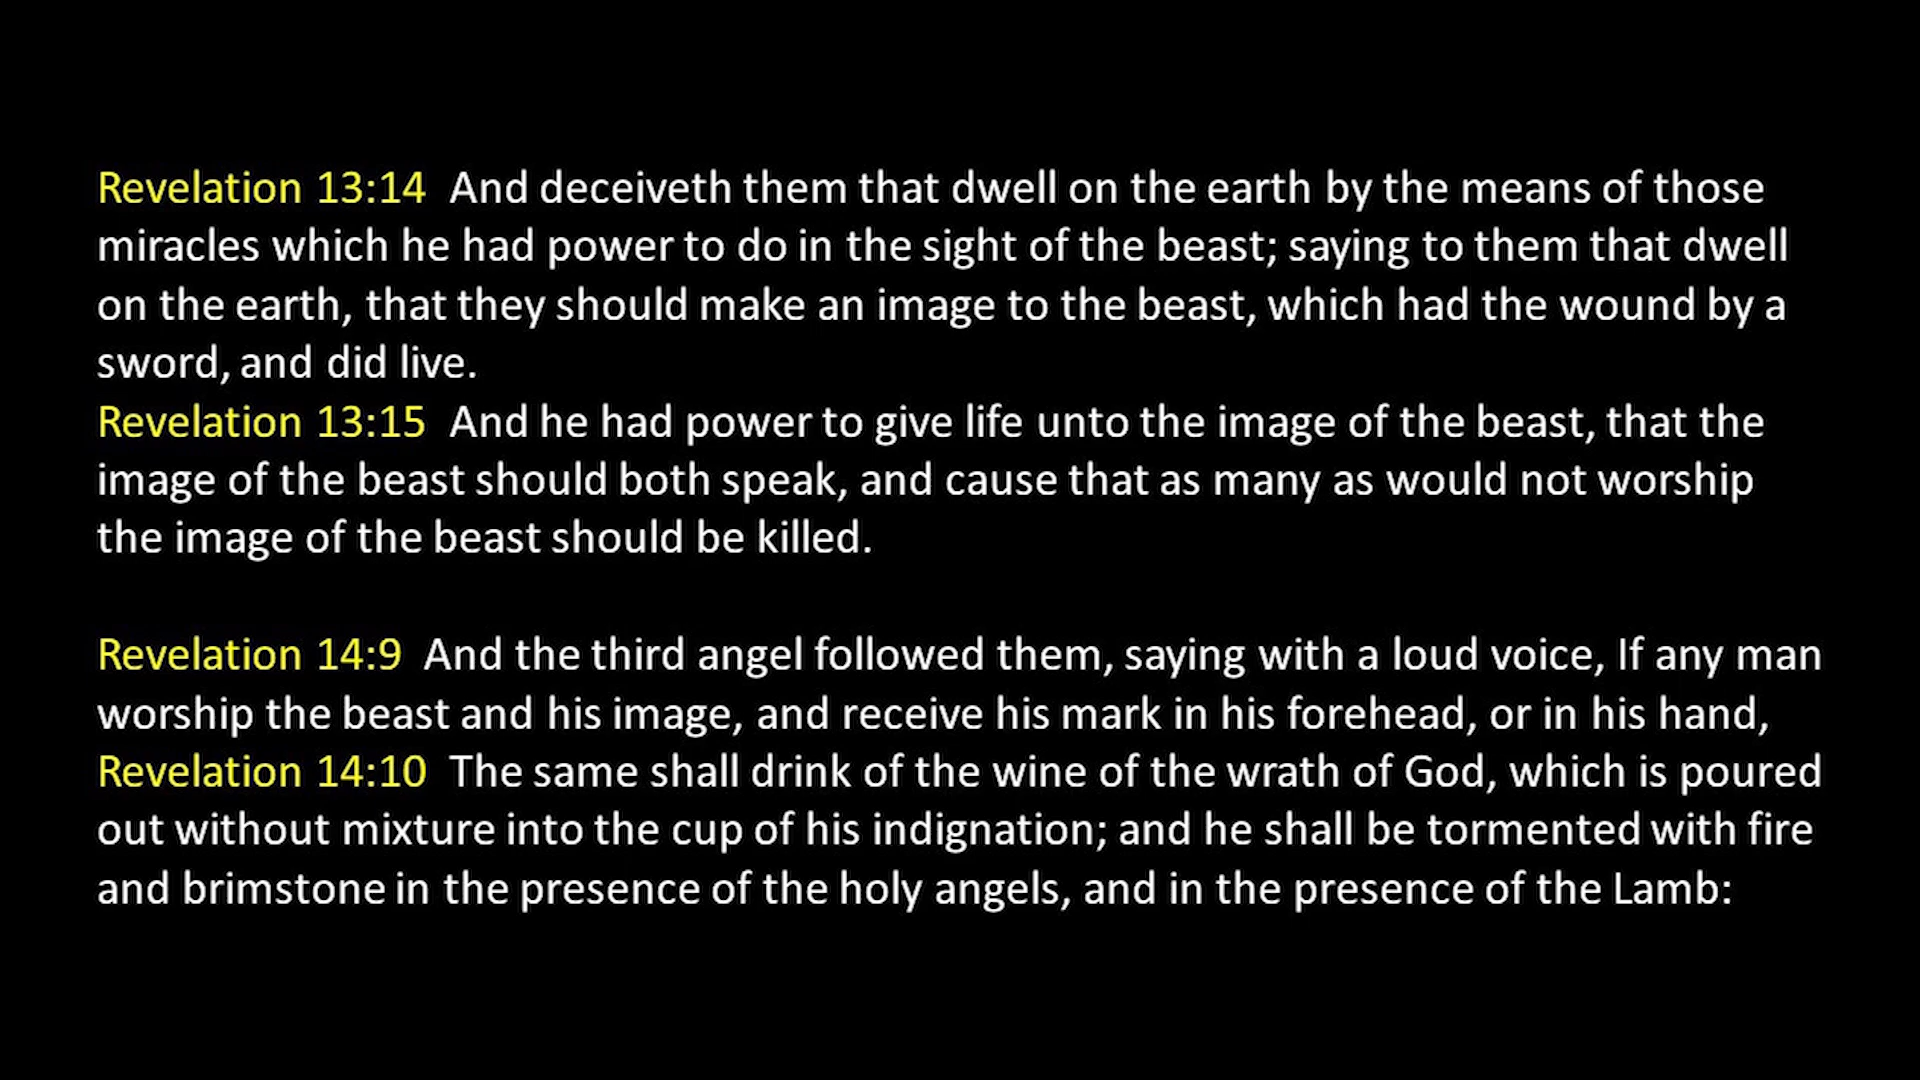 Revelation 13:14  And deceiveth them that dwell on the earth by the means of those
miracles which he had power to do in the sight of the beast; saying to them that dwell
on the earth, that they should make an image to the beast, which had the wound by a
sword, and did live.
Revelation 13:15  And he had power to give life unto the image of the beast, that the
image of the beast should both speak, and cause that as many as would not worship
the image of the beast should be killed.
Revelation 14:9  And the third angel followed them, saying with a loud voice, If any man
worship the beast and his image, and receive his mark in his forehead, or in his hand,
Revelation 14:10  The same shall drink of the wine of the wrath of God, which is poured
out without mixture into the cup of his indignation; and he shall be tormented with fire
and brimstone in the presence of the holy angels, and in the presence of the Lamb: